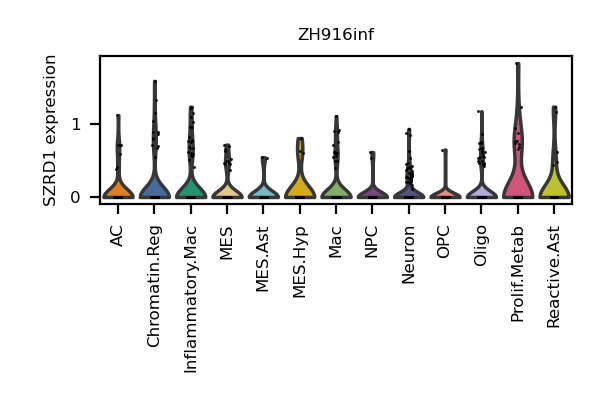 ZH916inf
SZRD1 expression
1
0
AC
Chromatin.Reg
Inflammatory.Mac
MES
MES.Ast
MES.Hyp
Mac
NPC
Neuron
OPC
Oligo
Prolif.Metab
Reactive.Ast